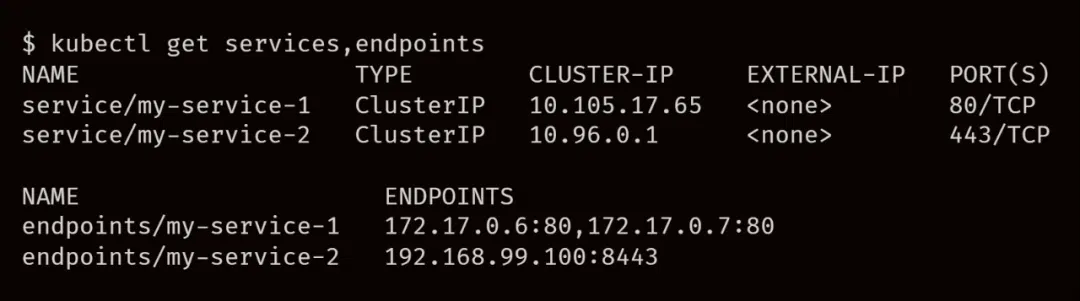 $ kubectl get services,endpoints
NAME TYPE CLUSTER-IP EXTERNAL-IP PORT(S)
service/my-service-1 ClusterIP 10.105.17.65 <none> 80/TCP
service/my-service-2 ClusterIP 10.96.0.1 <none> 443/TCP
NAME ENDPOINTS
endpoints/my-service-1 172.17.0.6:80,172.17.0.7:80
endpoints/my-service-2 192.168.99.100:8443